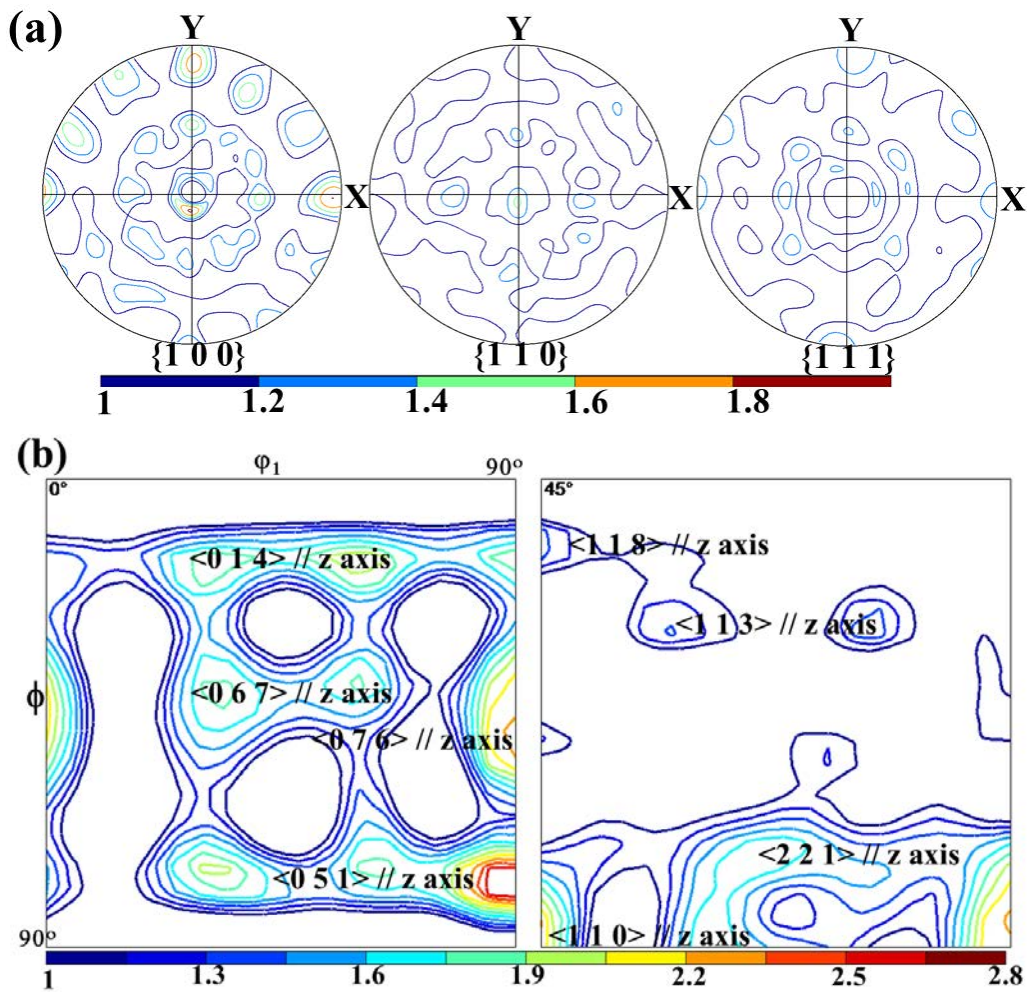 (a)
Y Y Y
X X X
{1 0 0} {1 1 0} {1 1 1}
1 1.2 1.4 1.6 1.8
(b)
φ₁ 90°
0° 45°
<0 1 4> // z axis <1 1 8> // z axis
<1 1 3> // z axis
ϕ <0 6 7> // z axis
<0 7 6> // z axis
<2 2 1> // z axis
<0 5 1> // z axis
90° <1 1 0> // z axis
1 1.3 1.6 1.9 2.2 2.5 2.8